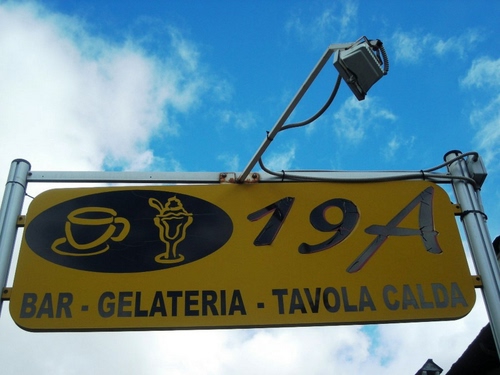 19A
BAR - GELATERIA - TAVOLA CALDA